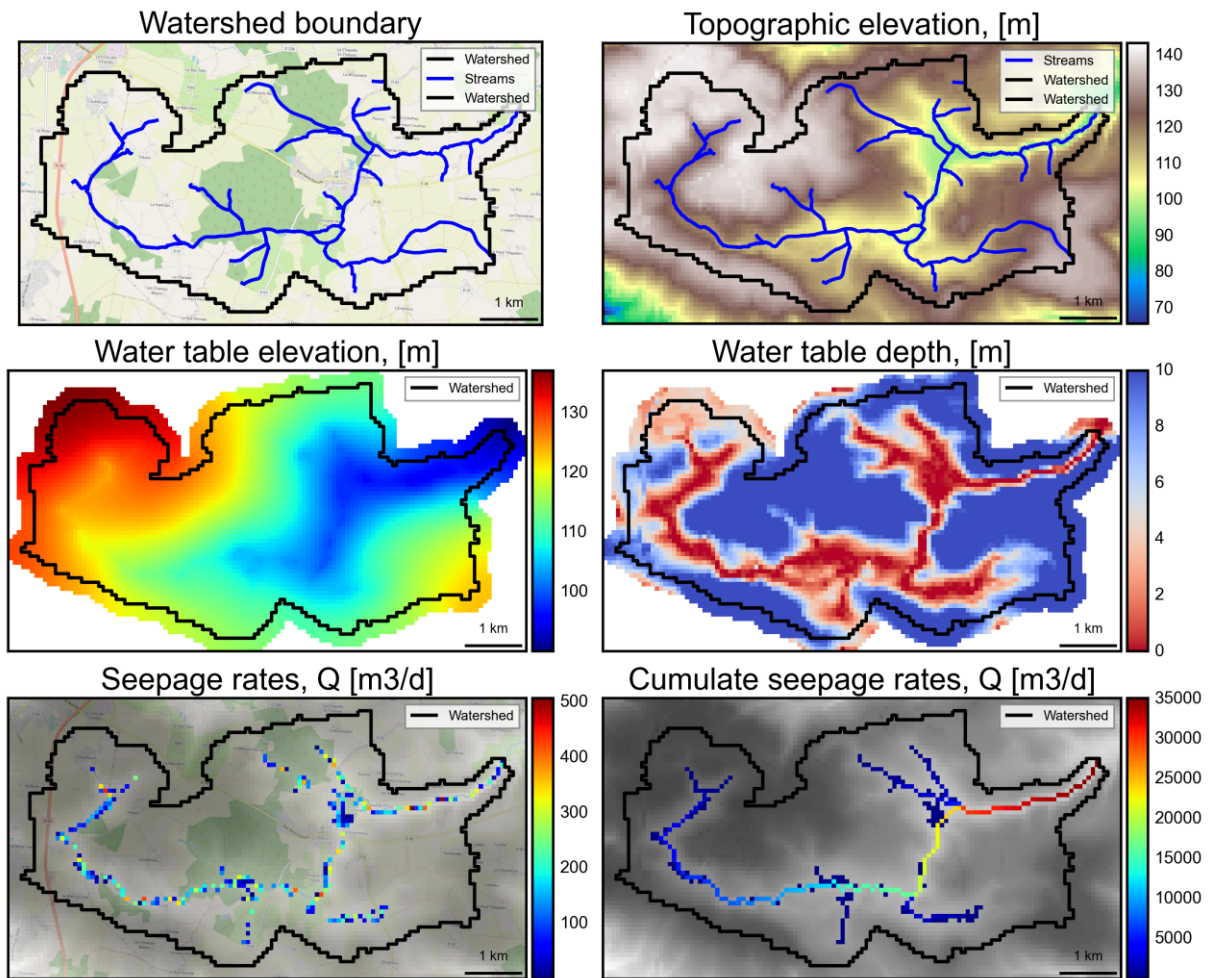 Watershed boundary
Watershed
Streams
Watershed
1 km
Topographic elevation, [m]
Streams
Watershed
Watershed
1 km
140
130
120
110
100
90
80
70
Water table elevation, [m]
Watershed
1 km
130
120
110
100
Water table depth, [m]
Watershed
1 km
10
8
6
4
2
0
Seepage rates, Q [m3/d]
Watershed
1 km
500
400
300
200
100
Cumulate seepage rates, Q [m3/d]
Watershed
1 km
35000
30000
25000
20000
15000
10000
5000